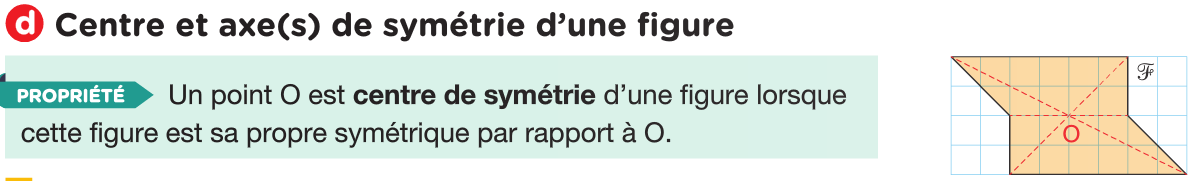 d Centre et axe(s) de symétrie d’une figure
PROPRIÉTÉ Un point O est centre de symétrie d’une figure lorsque
cette figure est sa propre symétrique par rapport à O.
ℱ
O